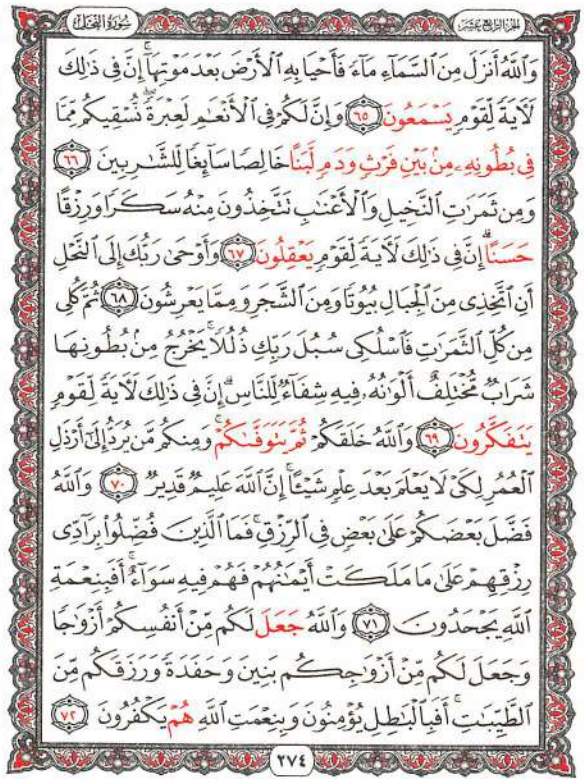 الجزء الرابع عشر
سُورَةُ النَّحْلِ
وَٱللَّهُ أَنزَلَ مِنَ ٱلسَّمَآءِ مَآءً فَأَحْيَا بِهِ ٱلْأَرْضَ بَعْدَ مَوْتِهَآ ۚ إِنَّ فِى ذَٰلِكَ
لَـَٔايَةً لِّقَوْمٍ يَسْمَعُونَ ٦٥ وَإِنَّ لَكُمْ فِى ٱلْأَنْعَـٰمِ لَعِبْرَةً ۖ نُّسْقِيكُم مِّمَّا
فِى بُطُونِهِۦ مِنۢ بَيْنِ فَرْثٍ وَدَمٍ لَّبَنًا خَالِصًا سَآئِغًا لِّلشَّـٰرِبِينَ ٦٦
وَمِن ثَمَرَٰتِ ٱلنَّخِيلِ وَٱلْأَعْنَـٰبِ تَتَّخِذُونَ مِنْهُ سَكَرًا وَرِزْقًا
حَسَنًا ۗ إِنَّ فِى ذَٰلِكَ لَـَٔايَةً لِّقَوْمٍ يَعْقِلُونَ ٦٧ وَأَوْحَىٰ رَبُّكَ إِلَى ٱلنَّحْلِ
أَنِ ٱتَّخِذِى مِنَ ٱلْجِبَالِ بُيُوتًا وَمِنَ ٱلشَّجَرِ وَمِمَّا يَعْرِشُونَ ٦٨ ثُمَّ كُلِى
مِن كُلِّ ٱلثَّمَرَٰتِ فَٱسْلُكِى سُبُلَ رَبِّكِ ذُلُلًا ۚ يَخْرُجُ مِنۢ بُطُونِهَا
شَرَابٌ مُّخْتَلِفٌ أَلْوَٰنُهُۥ فِيهِ شِفَآءٌ لِّلنَّاسِ ۗ إِنَّ فِى ذَٰلِكَ لَـَٔايَةً لِّقَوْمٍ
يَتَفَكَّرُونَ ٦٩ وَٱللَّهُ خَلَقَكُمْ ثُمَّ يَتَوَفَّىٰكُمْ ۚ وَمِنكُم مَّن يُرَدُّ إِلَىٰٓ أَرْذَلِ
ٱلْعُمُرِ لِكَىْ لَا يَعْلَمَ بَعْدَ عِلْمٍ شَيْـًٔا ۚ إِنَّ ٱللَّهَ عَلِيمٌ قَدِيرٌ ٧٠ وَٱللَّهُ
فَضَّلَ بَعْضَكُمْ عَلَىٰ بَعْضٍ فِى ٱلرِّزْقِ ۚ فَمَا ٱلَّذِينَ فُضِّلُوا۟ بِرَآدِّى
رِزْقِهِمْ عَلَىٰ مَا مَلَكَتْ أَيْمَـٰنُهُمْ فَهُمْ فِيهِ سَوَآءٌ ۚ أَفَبِنِعْمَةِ
ٱللَّهِ يَجْحَدُونَ ٧١ وَٱللَّهُ جَعَلَ لَكُم مِّنْ أَنفُسِكُمْ أَزْوَٰجًا
وَجَعَلَ لَكُم مِّنْ أَزْوَٰجِكُم بَنِينَ وَحَفَدَةً وَرَزَقَكُم مِّنَ
ٱلطَّيِّبَـٰتِ ۚ أَفَبِٱلْبَـٰطِلِ يُؤْمِنُونَ وَبِنِعْمَتِ ٱللَّهِ هُمْ يَكْفُرُونَ ٧٢
٢٧٤